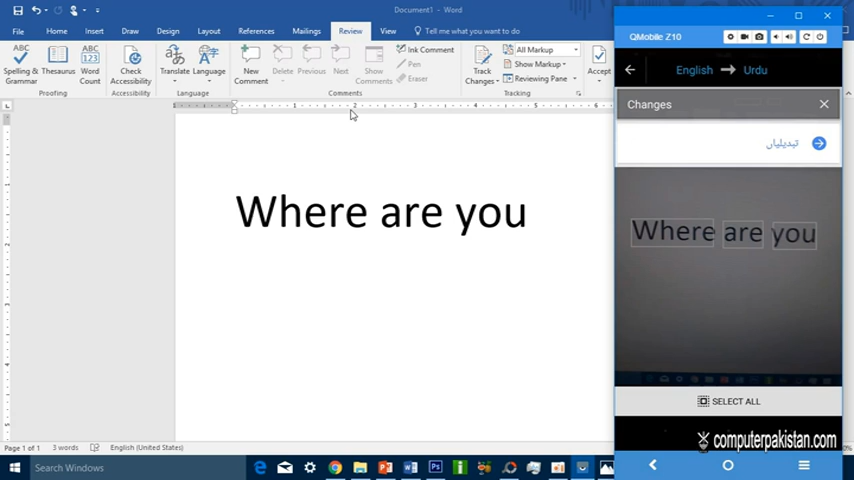 Document1 - Word
File
Home
Insert
Draw
Design
Layout
References
Mailings
Review
View
Tell me what you want to do
Spelling & Grammar
Thesaurus
Word Count
Check Accessibility
Translate
Language
New Comment
Delete
Previous
Next
Show Comments
Ink Comment
Pen
Eraser
Track Changes
All Markup
Show Markup
Reviewing Pane
Accept
Proofing
Accessibility
Language
Comments
Tracking
Where are you
Page 1 of 1
3 words
English (United States)
Search Windows
QMobile Z10
English
Urdu
Changes
تبدیلیاں
Where are you
SELECT ALL
computerpakistan.com